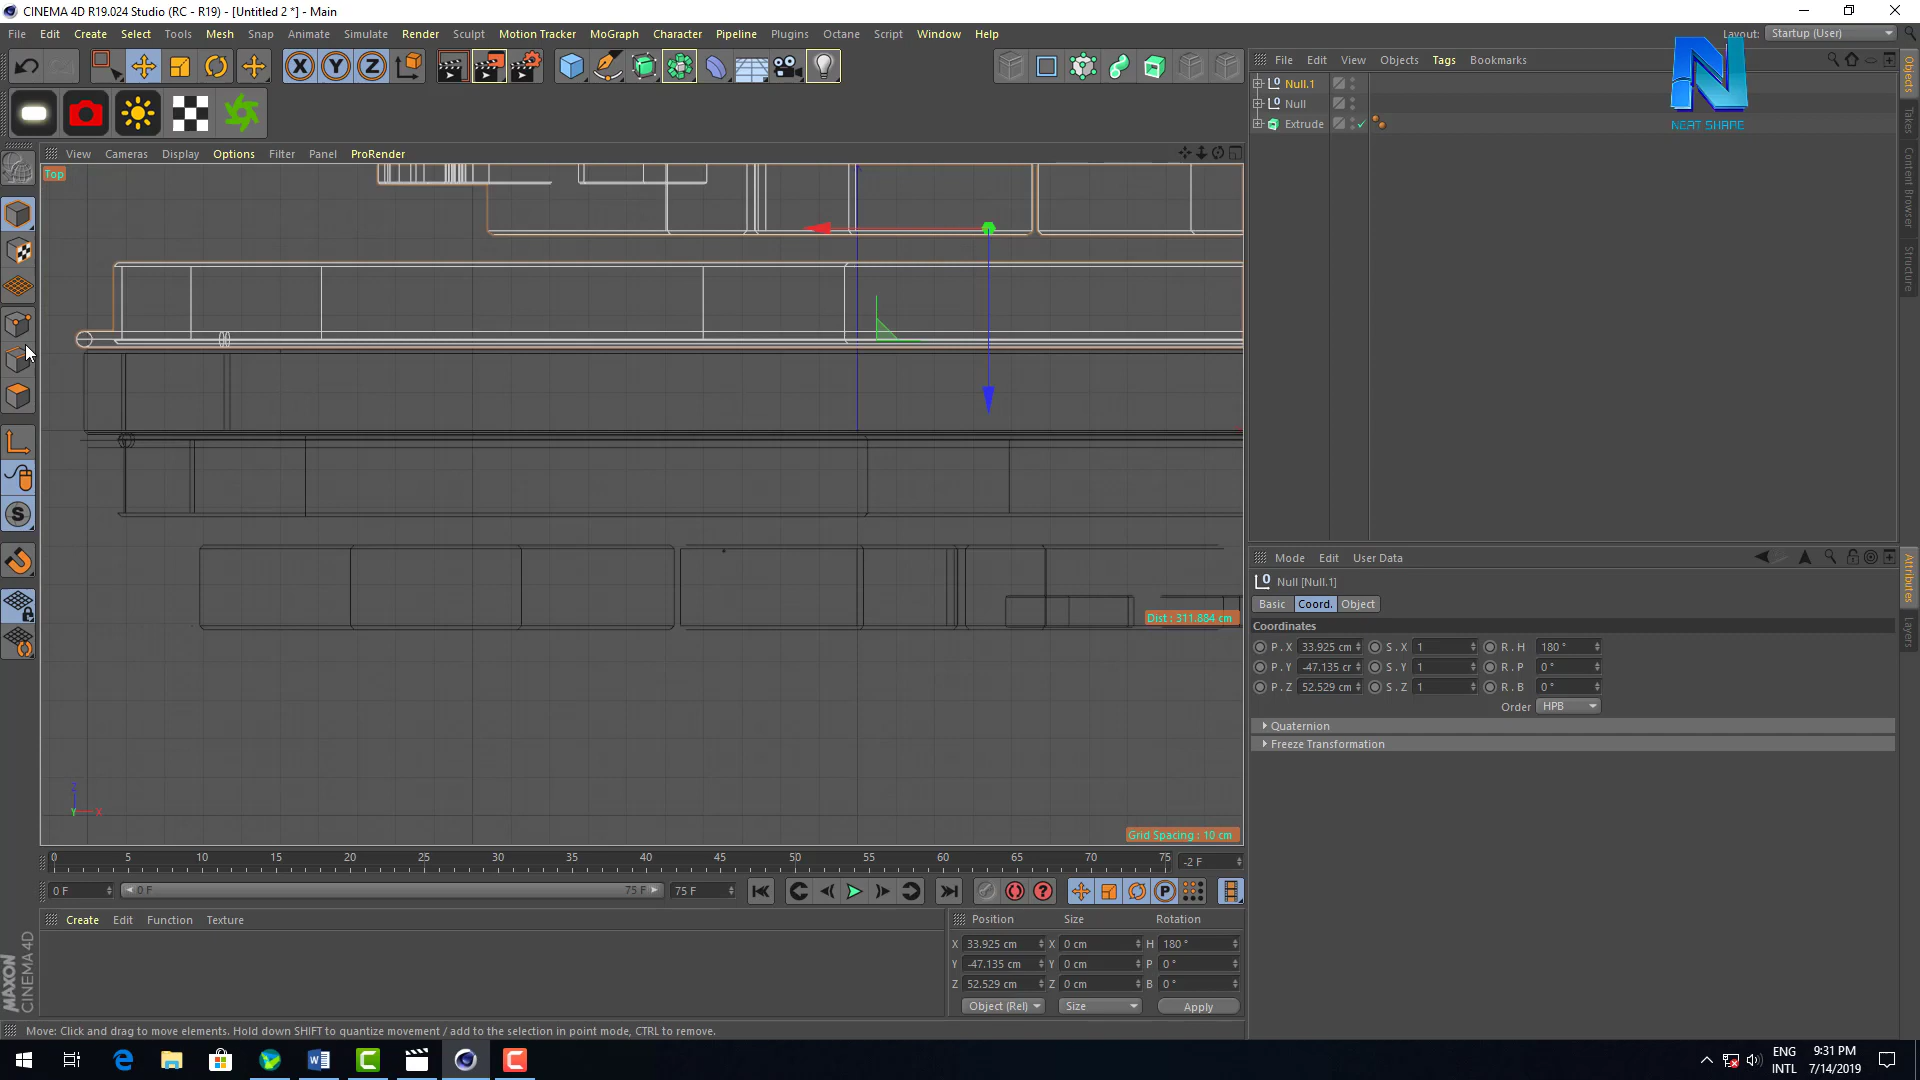 CINEMA 4D R19.024 Studio (RC - R19) - [Untitled 2 *] - Main
File Edit Create Select Tools Mesh Snap Animate Simulate Render Sculpt Motion Tracker MoGraph Character Pipeline Plugins Octane Script Window Help
Layout: Startup (User)
File Edit View Objects Tags Bookmarks
Null.1
Null
Extrude
NEAT SHARE
Objects
Takes
Content Browser
Structure
View Cameras Display Options Filter Panel ProRender
Top
Dist : 311.884 cm
Grid Spacing : 10 cm
Z
Y X
Mode Edit User Data
Null [Null.1]
Basic Coord. Object
Coordinates
P . X 33.925 cm S . X 1 R . H 180 °
P . Y -47.135 cr S . Y 1 R . P 0 °
P . Z 52.529 cm S . Z 1 R . B 0 °
Order HPB
Quaternion
Freeze Transformation
Attributes
Layers
0 5 10 15 20 25 30 35 40 45 50 55 60 65 70 75
-2 F
0 F 0 F 75 F 75 F
Create Edit Function Texture
Position Size Rotation
X 33.925 cm X 0 cm H 180 °
Y -47.135 cm Y 0 cm P 0 °
Z 52.529 cm Z 0 cm B 0 °
Object (Rel) Size Apply
MAXON
CINEMA 4D
Move: Click and drag to move elements. Hold down SHIFT to quantize movement / add to the selection in point mode, CTRL to remove.
ENG
INTL
9:31 PM
7/14/2019